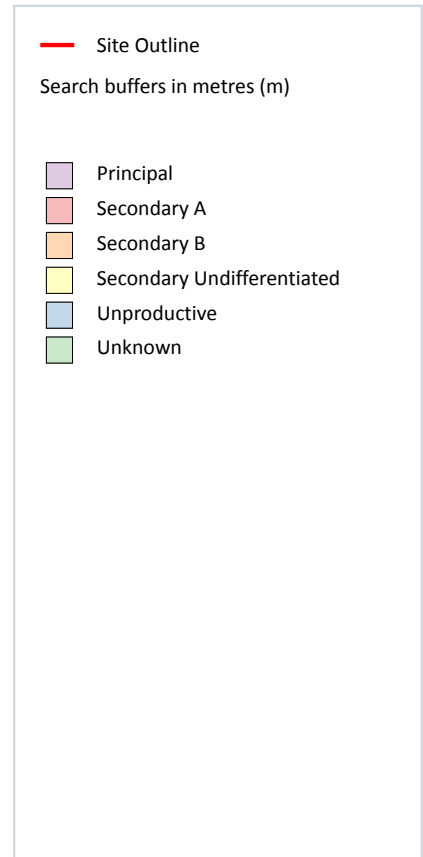 Site Outline
Search buffers in metres (m)
Principal
Secondary A
Secondary B
Secondary Undifferentiated
Unproductive
Unknown